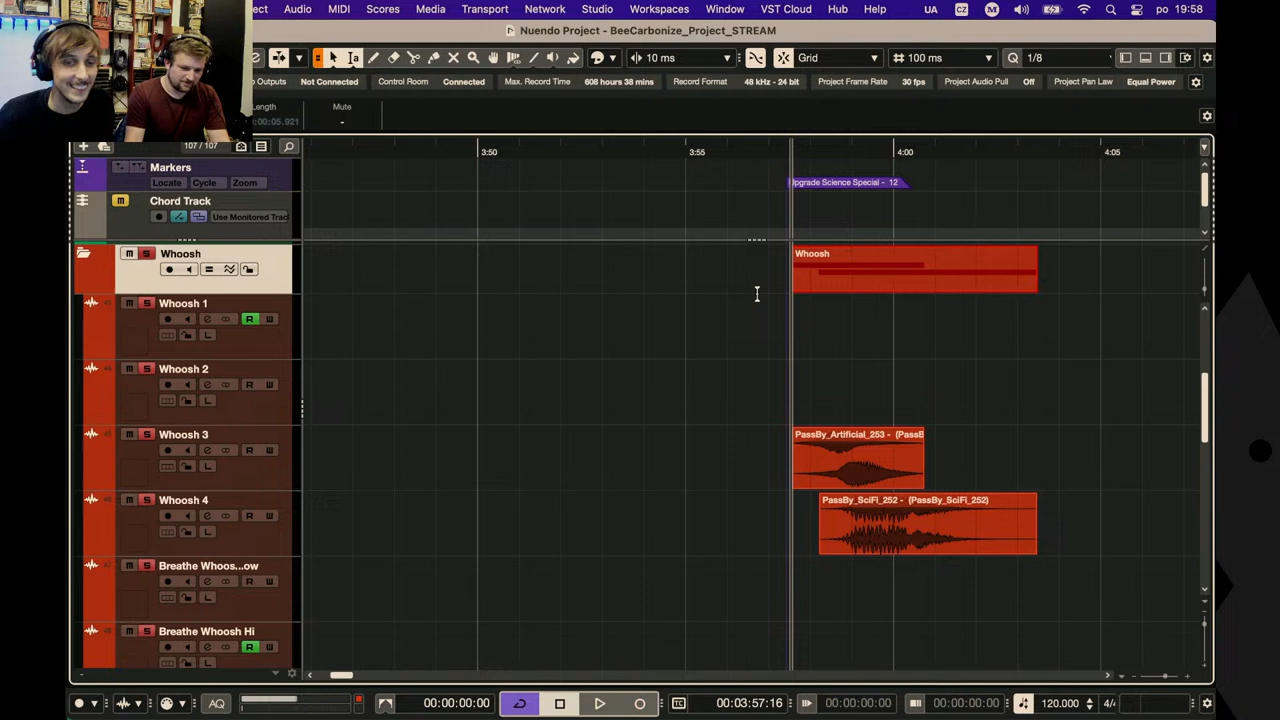 ect Audio MIDI Scores Media Transport Network Studio Workspaces Window VST Cloud Hub Help UA CZ M po 19:58
Nuendo Project - BeeCarbonize_Project_STREAM
10 ms Grid 100 ms Q 1/8
o Outputs Not Connected Control Room Connected Max. Record Time 608 hours 38 mins Record Format 48 kHz - 24 bit Project Frame Rate 30 fps Project Audio Pull Off Project Pan Law Equal Power
Length Mute
00:00:05.921 -
107 / 107
3:50 3:55 4:00 4:05
Markers
Locate Cycle Zoom
Upgrade Science Special - 12
m Chord Track
Use Monitored Trac
m S Whoosh
Whoosh
m S Whoosh 1
R W
L
m S Whoosh 2
R W
L
m S Whoosh 3
PassBy_Artificial_253 - (PassB
R W
L
m S Whoosh 4
PassBy_SciFi_252 - (PassBy_SciFi_252)
R W
L
m S Breathe Whoos...ow
R W
L
m S Breathe Whoosh Hi
R W
L
AQ 00:00:00:00 TC 00:03:57:16 00:00:00:00 00:00:00:00 120.000 4/